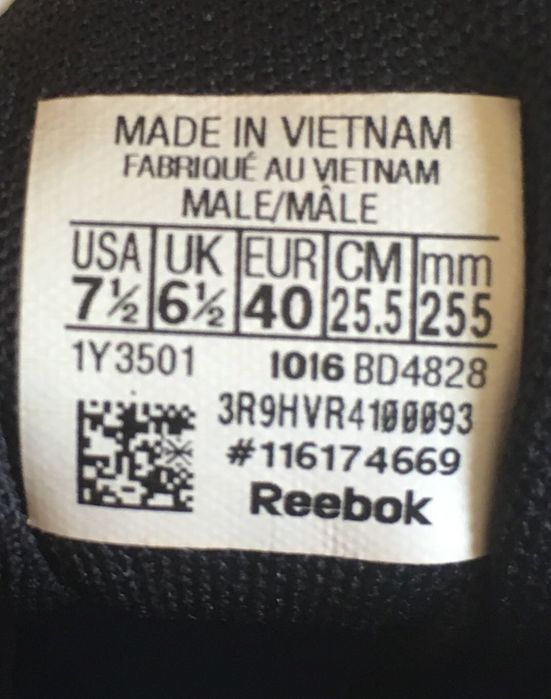 MADE IN VIETNAM
FABRIQUÉ AU VIETNAM
MALE/MÂLE
USA UK EUR CM mm
7½ 6½ 40 25.5 255
1Y3501 1016 BD4828
3R9HVR4100093
#116174669
Reebok